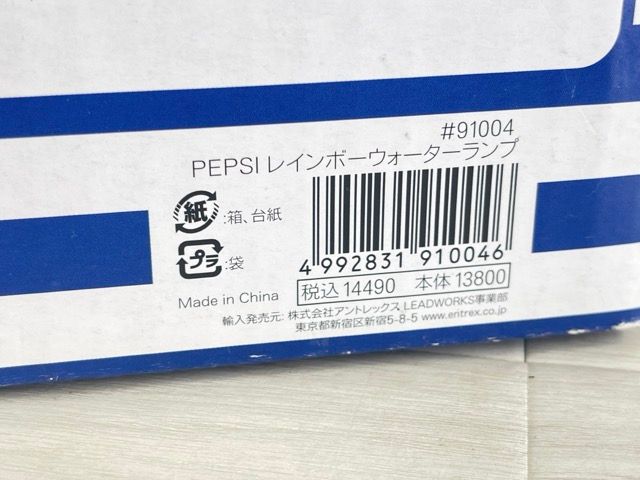 #91004
PEPSI レインボーウォーターランプ
紙 :箱、台紙
プラ :袋
4 992831 910046
Made in China
税込 14490 本体 13800
輸入発売元: 株式会社アントレックス LEADWORKS事業部
東京都新宿区新宿5-8-5 www.entrex.co.jp